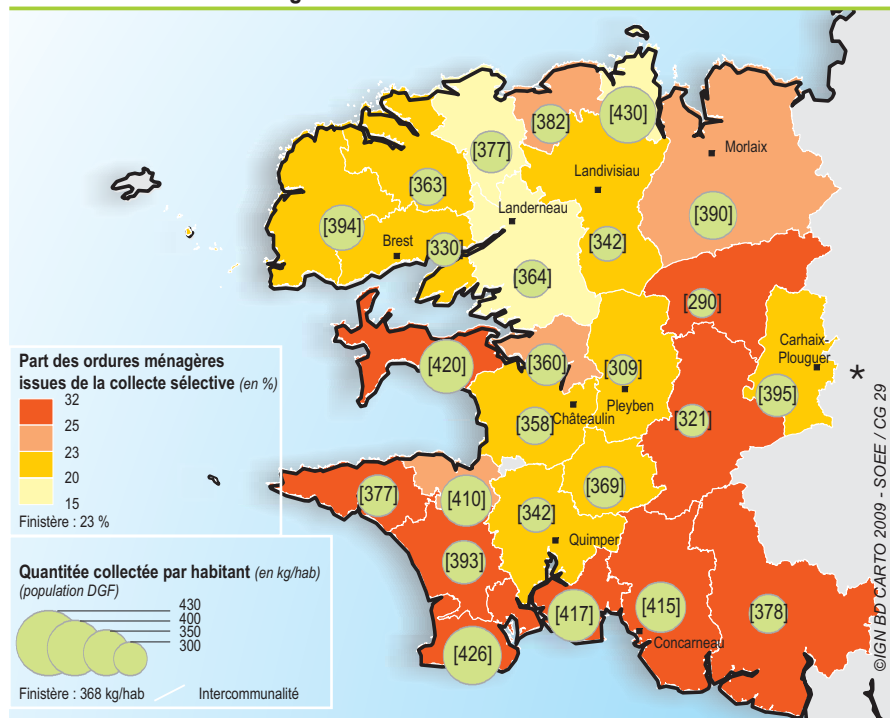 [430]
[382]
[377]
Morlaix
Landivisiau
[363]
Landerneau
[390]
[394]
Brest
[330]
[342]
[364]
[290]
Carhaix-
Plouguer
*
Part des ordures ménagères
issues de la collecte sélective (en %)
32
25
23
20
15
Finistère : 23 %
[420]
[360]
[309]
[395]
Châteaulin
Pleyben
[358]
[321]
[377]
[410]
[369]
[342]
Quimper
[393]
[417]
[415]
[378]
Concarneau
[426]
Quantitée collectée par habitant (en kg/hab)
(population DGF)
430
400
350
300
Finistère : 368 kg/hab
Intercommunalité
©IGN BD CARTO 2009 - SOEE / CG 29